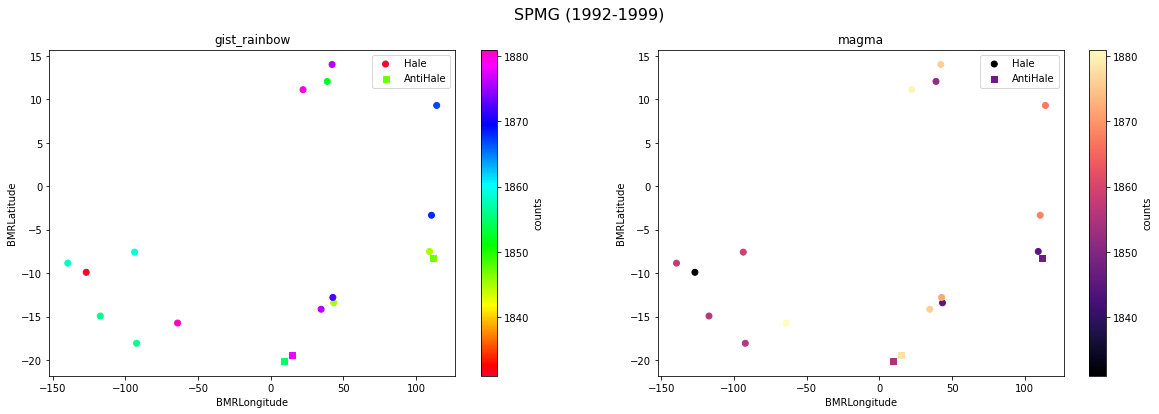 SPMG (1992-1999)
gist_rainbow
Hale
AntiHale
15
10
5
0
−5
−10
−15
−20
BMRLatitude
−150
−100
−50
0
50
100
BMRLongitude
1880
1870
1860
1850
1840
counts
magma
Hale
AntiHale
15
10
5
0
−5
−10
−15
−20
BMRLatitude
−150
−100
−50
0
50
100
BMRLongitude
1880
1870
1860
1850
1840
counts